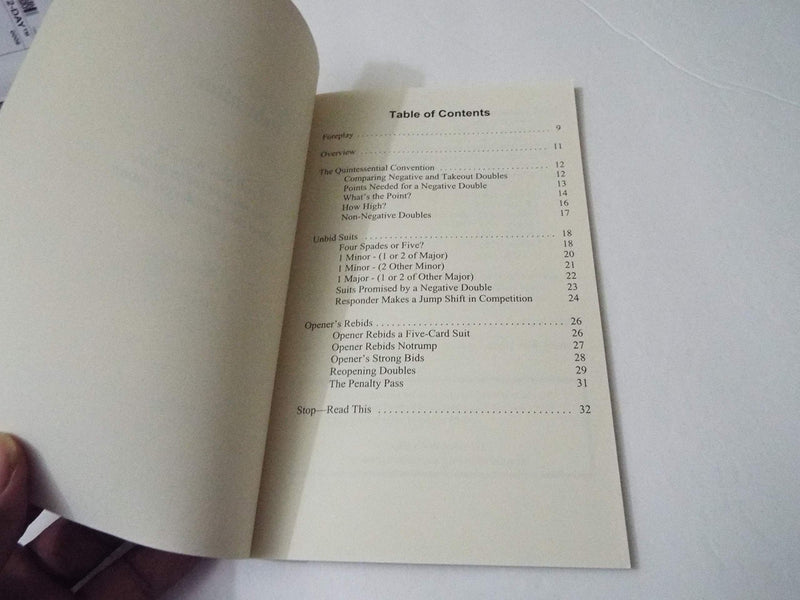 2-DAY™
Table of Contents
Foreplay . . . . . . . . . . . . . . . . . . . . . . . . . . . . . . . . . 9
Overview . . . . . . . . . . . . . . . . . . . . . . . . . . . . . . . . . 11
The Quintessential Convention . . . . . . . . . . . . . . . . . . . . 12
Comparing Negative and Takeout Doubles 12
Points Needed for a Negative Double 13
What's the Point? 14
How High? 16
Non-Negative Doubles 17
Unbid Suits . . . . . . . . . . . . . . . . . . . . . . . . . . . . . . . . . 18
Four Spades or Five? 18
1 Minor - (1 or 2 of Major) 20
1 Minor - (2 Other Minor) 21
1 Major - (1 or 2 of Other Major) 22
Suits Promised by a Negative Double 23
Responder Makes a Jump Shift in Competition 24
Opener's Rebids . . . . . . . . . . . . . . . . . . . . . . . . . . . . . . . 26
Opener Rebids a Five-Card Suit 26
Opener Rebids Notrump 27
Opener's Strong Bids 28
Reopening Doubles 29
The Penalty Pass 31
Stop—Read This . . . . . . . . . . . . . . . . . . . . . . . . . . . . . . . . . 32